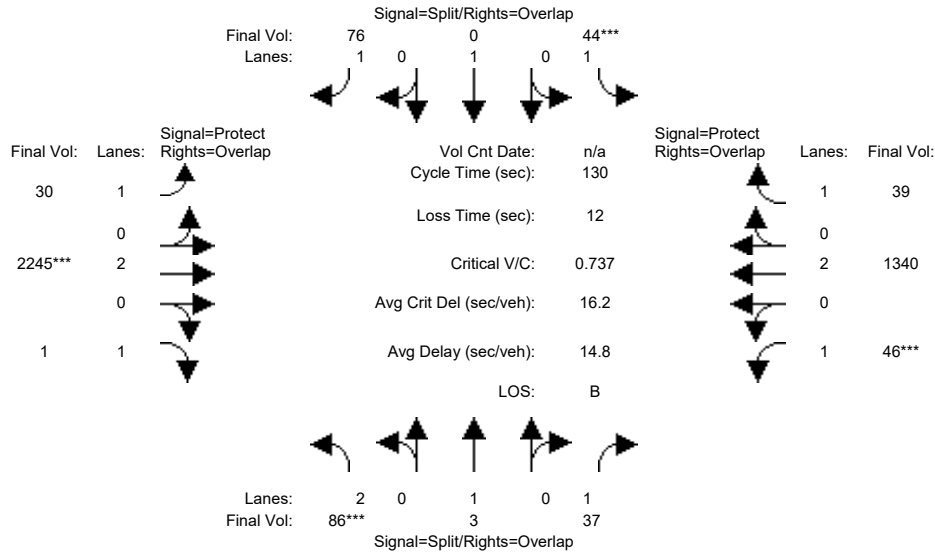 Signal=Split/Rights=Overlap
Final Vol: 76 0 44***
Lanes: 1 0 1 0 1
Signal=Protect
Final Vol: Lanes: Rights=Overlap
Vol Cnt Date: n/a
Signal=Protect
Rights=Overlap Lanes: Final Vol:
Cycle Time (sec): 130
30 1
1 39
Loss Time (sec): 12
0
0
2245*** 2
Critical V/C: 0.737
2 1340
0
Avg Crit Del (sec/veh): 16.2
0
1 1
Avg Delay (sec/veh): 14.8
1 46***
LOS: B
Lanes: 2 0 1 0 1
Final Vol: 86*** 3 37
Signal=Split/Rights=Overlap